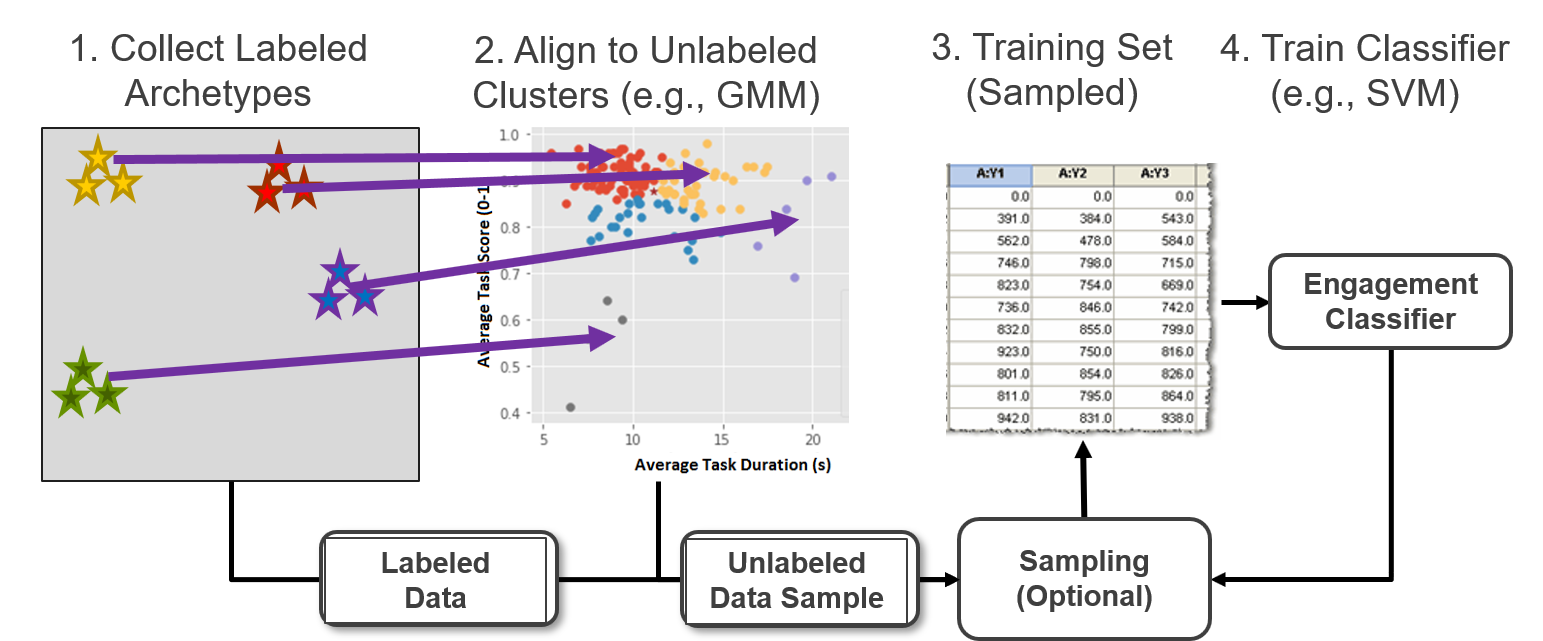 1. Collect Labeled
Archetypes
2. Align to Unlabeled
Clusters (e.g., GMM)
3. Training Set
(Sampled)
4. Train Classifier
(e.g., SVM)
Average Task Score (0-1
1.0
0.8
0.7
0.6
0.5
0.4
5 10 15 20
Average Task Duration (s)
A:Y1 A:Y2 A:Y3
0.0 0.0 0.0
391.0 384.0 543.0
562.0 478.0 584.0
746.0 798.0 715.0
823.0 754.0 669.0
736.0 846.0 742.0
832.0 855.0 799.0
923.0 750.0 816.0
801.0 854.0 826.0
811.0 795.0 864.0
942.0 831.0 938.0
Engagement
Classifier
Labeled
Data
Unlabeled
Data Sample
Sampling
(Optional)